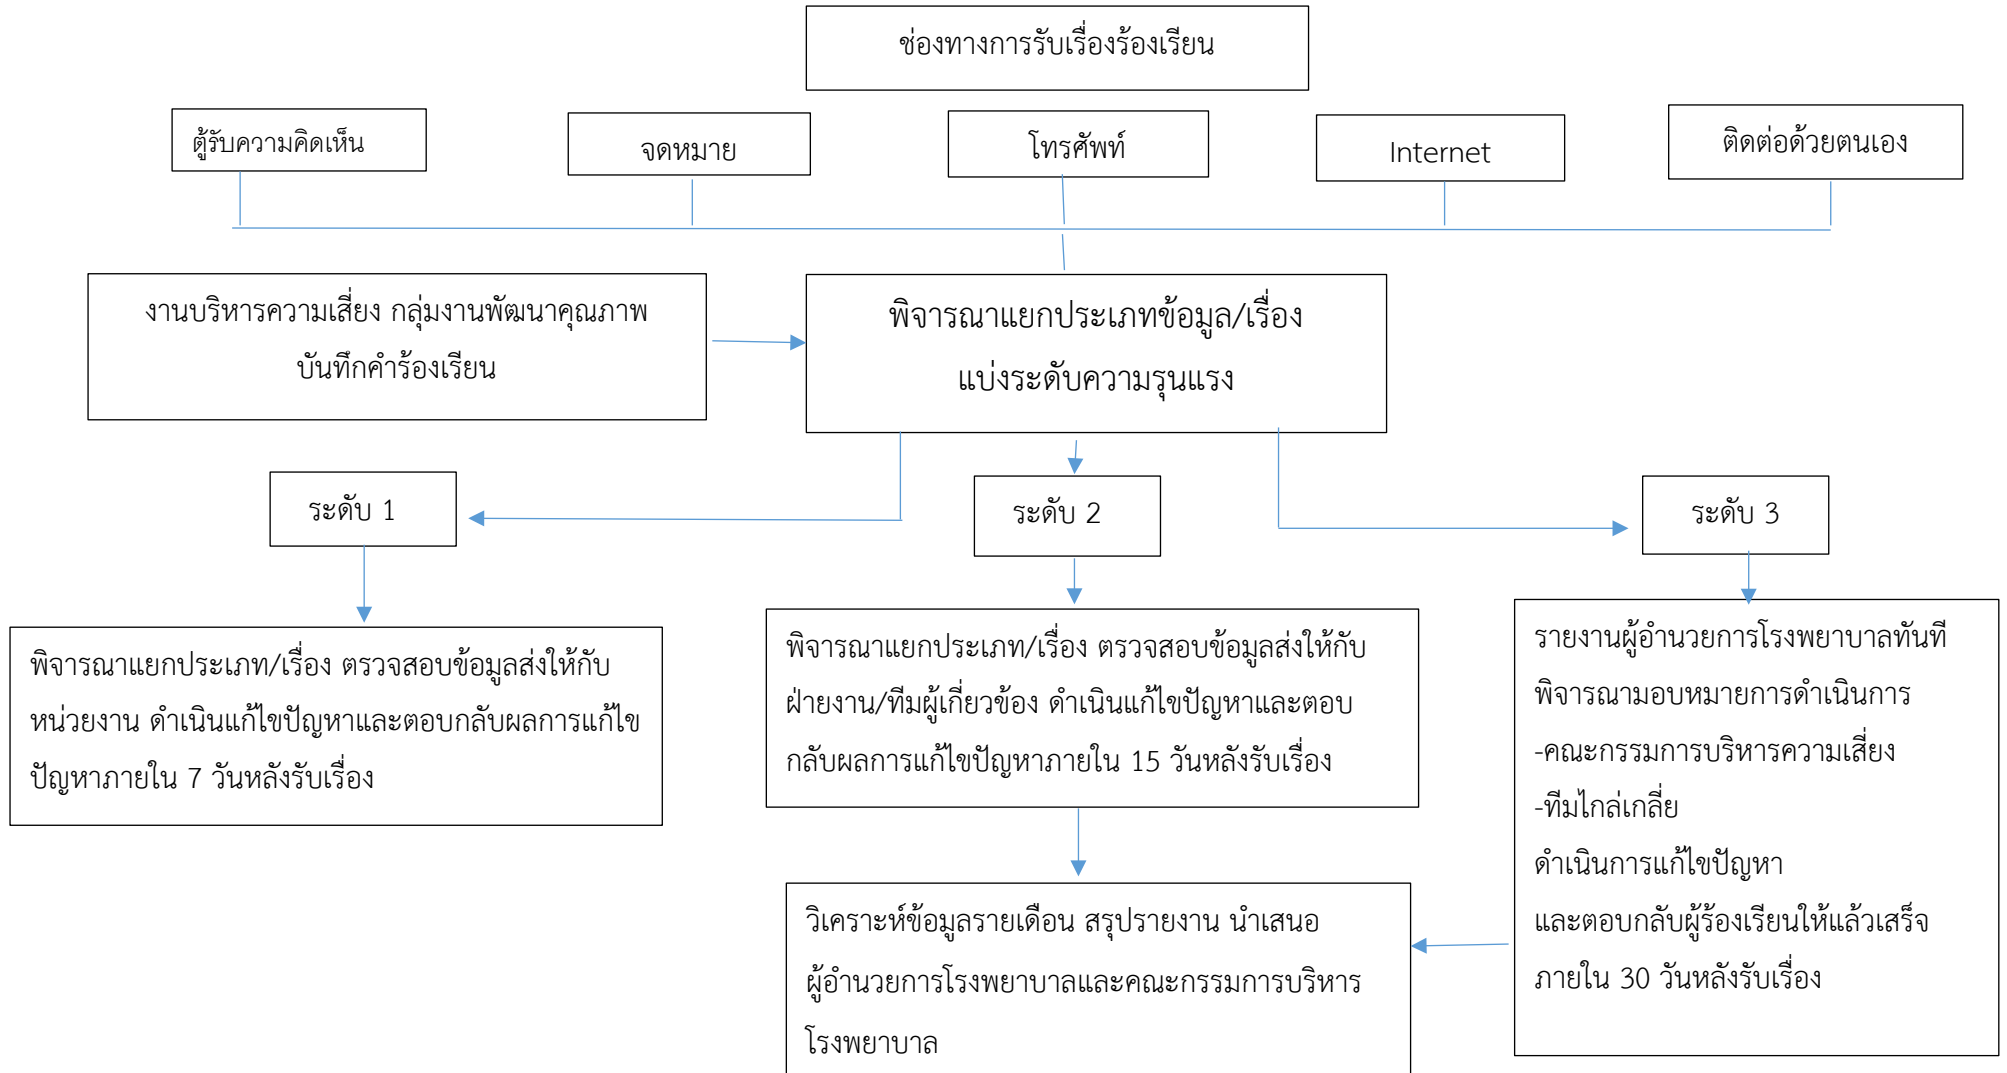 ช่องทางการรับเรื่องร้องเรียน
ตู้รับความคิดเห็น
จดหมาย
โทรศัพท์
Internet
ติดต่อด้วยตนเอง
งานบริหารความเสี่ยง กลุ่มงานพัฒนาคุณภาพ
บันทึกคำร้องเรียน
พิจารณาแยกประเภทข้อมูล/เรื่อง
แบ่งระดับความรุนแรง
ระดับ 1
ระดับ 2
ระดับ 3
พิจารณาแยกประเภท/เรื่อง ตรวจสอบข้อมูลส่งให้กับ
หน่วยงาน ดำเนินแก้ไขปัญหาและตอบกลับผลการแก้ไข
ปัญหาภายใน 7 วันหลังรับเรื่อง
พิจารณาแยกประเภท/เรื่อง ตรวจสอบข้อมูลส่งให้กับ
ฝ่ายงาน/ทีมผู้เกี่ยวข้อง ดำเนินแก้ไขปัญหาและตอบ
กลับผลการแก้ไขปัญหาภายใน 15 วันหลังรับเรื่อง
รายงานผู้อำนวยการโรงพยาบาลทันที
พิจารณามอบหมายการดำเนินการ
-คณะกรรมการบริหารความเสี่ยง
-ทีมไกล่เกลี่ย
ดำเนินการแก้ไขปัญหา
และตอบกลับผู้ร้องเรียนให้แล้วเสร็จ
ภายใน 30 วันหลังรับเรื่อง
วิเคราะห์ข้อมูลรายเดือน สรุปรายงาน นำเสนอ
ผู้อำนวยการโรงพยาบาลและคณะกรรมการบริหาร
โรงพยาบาล